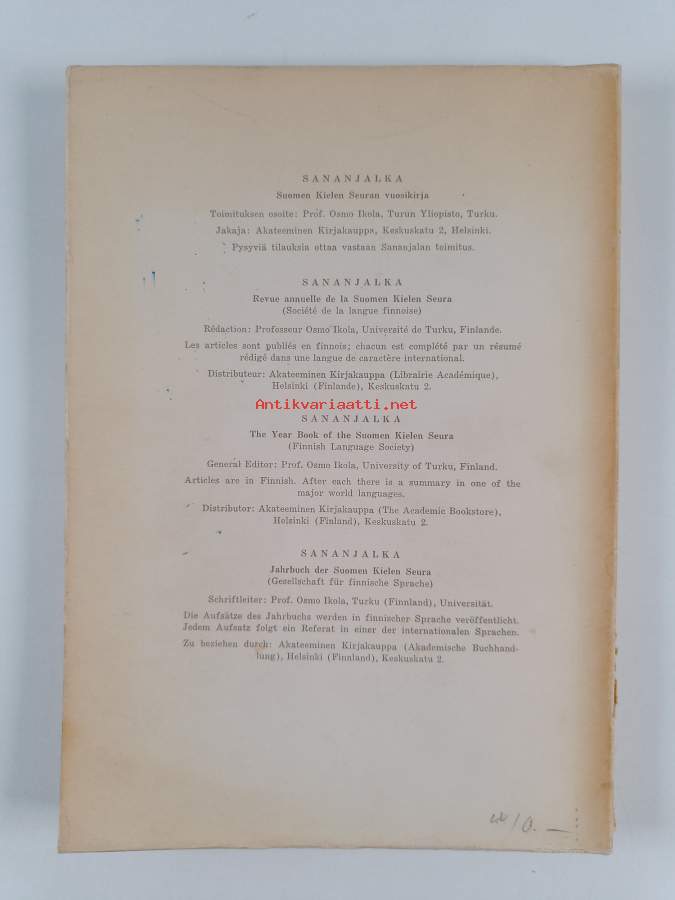 SANANJALKA
Suomen Kielen Seuran vuosikirja
Toimituksen osoite: Prof. Osmo Ikola, Turun Yliopisto, Turku.
Jakaja: Akateeminen Kirjakauppa, Keskuskatu 2, Helsinki.
Pysyviä tilauksia ottaa vastaan Sananjalan toimitus.
SANANJALKA
Revue annuelle de la Suomen Kielen Seura
(Société de la langue finnoise)
Rédaction: Professeur Osmo Ikola, Université de Turku, Finlande.
Les articles sont publiés en finnois; chacun est complété par un résumé
rédigé dans une langue de caractère international.
Distributeur: Akateeminen Kirjakauppa (Librairie Académique),
Helsinki (Finlande), Keskuskatu 2.
Antikvariaatti.net
SANANJALKA
The Year Book of the Suomen Kielen Seura
(Finnish Language Society)
General Editor: Prof. Osmo Ikola, University of Turku, Finland.
Articles are in Finnish. After each there is a summary in one of the
major world languages.
Distributor: Akateeminen Kirjakauppa (The Academic Bookstore),
Helsinki (Finland), Keskuskatu 2.
SANANJALKA
Jahrbuch der Suomen Kielen Seura
(Gesellschaft für finnische Sprache)
Schriftleiter: Prof. Osmo Ikola, Turku (Finnland), Universität.
Die Aufsätze des Jahrbuchs werden in finnischer Sprache veröffentlicht.
Jedem Aufsatz folgt ein Referat in einer der internationalen Sprachen.
Zu beziehen durch: Akateeminen Kirjakauppa (Akademische Buchhand-
lung), Helsinki (Finnland), Keskuskatu 2.
10.—